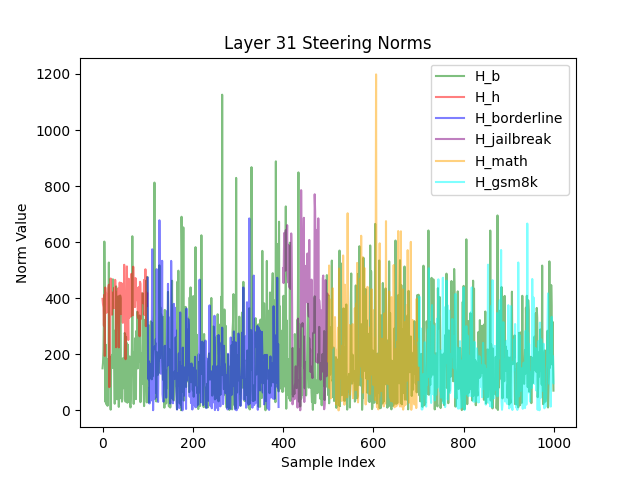 Layer 31 Steering Norms
H_b
H_h
H_borderline
H_jailbreak
H_math
H_gsm8k
Norm Value
1200
1000
800
600
400
200
0
0 200 400 600 800 1000
Sample Index